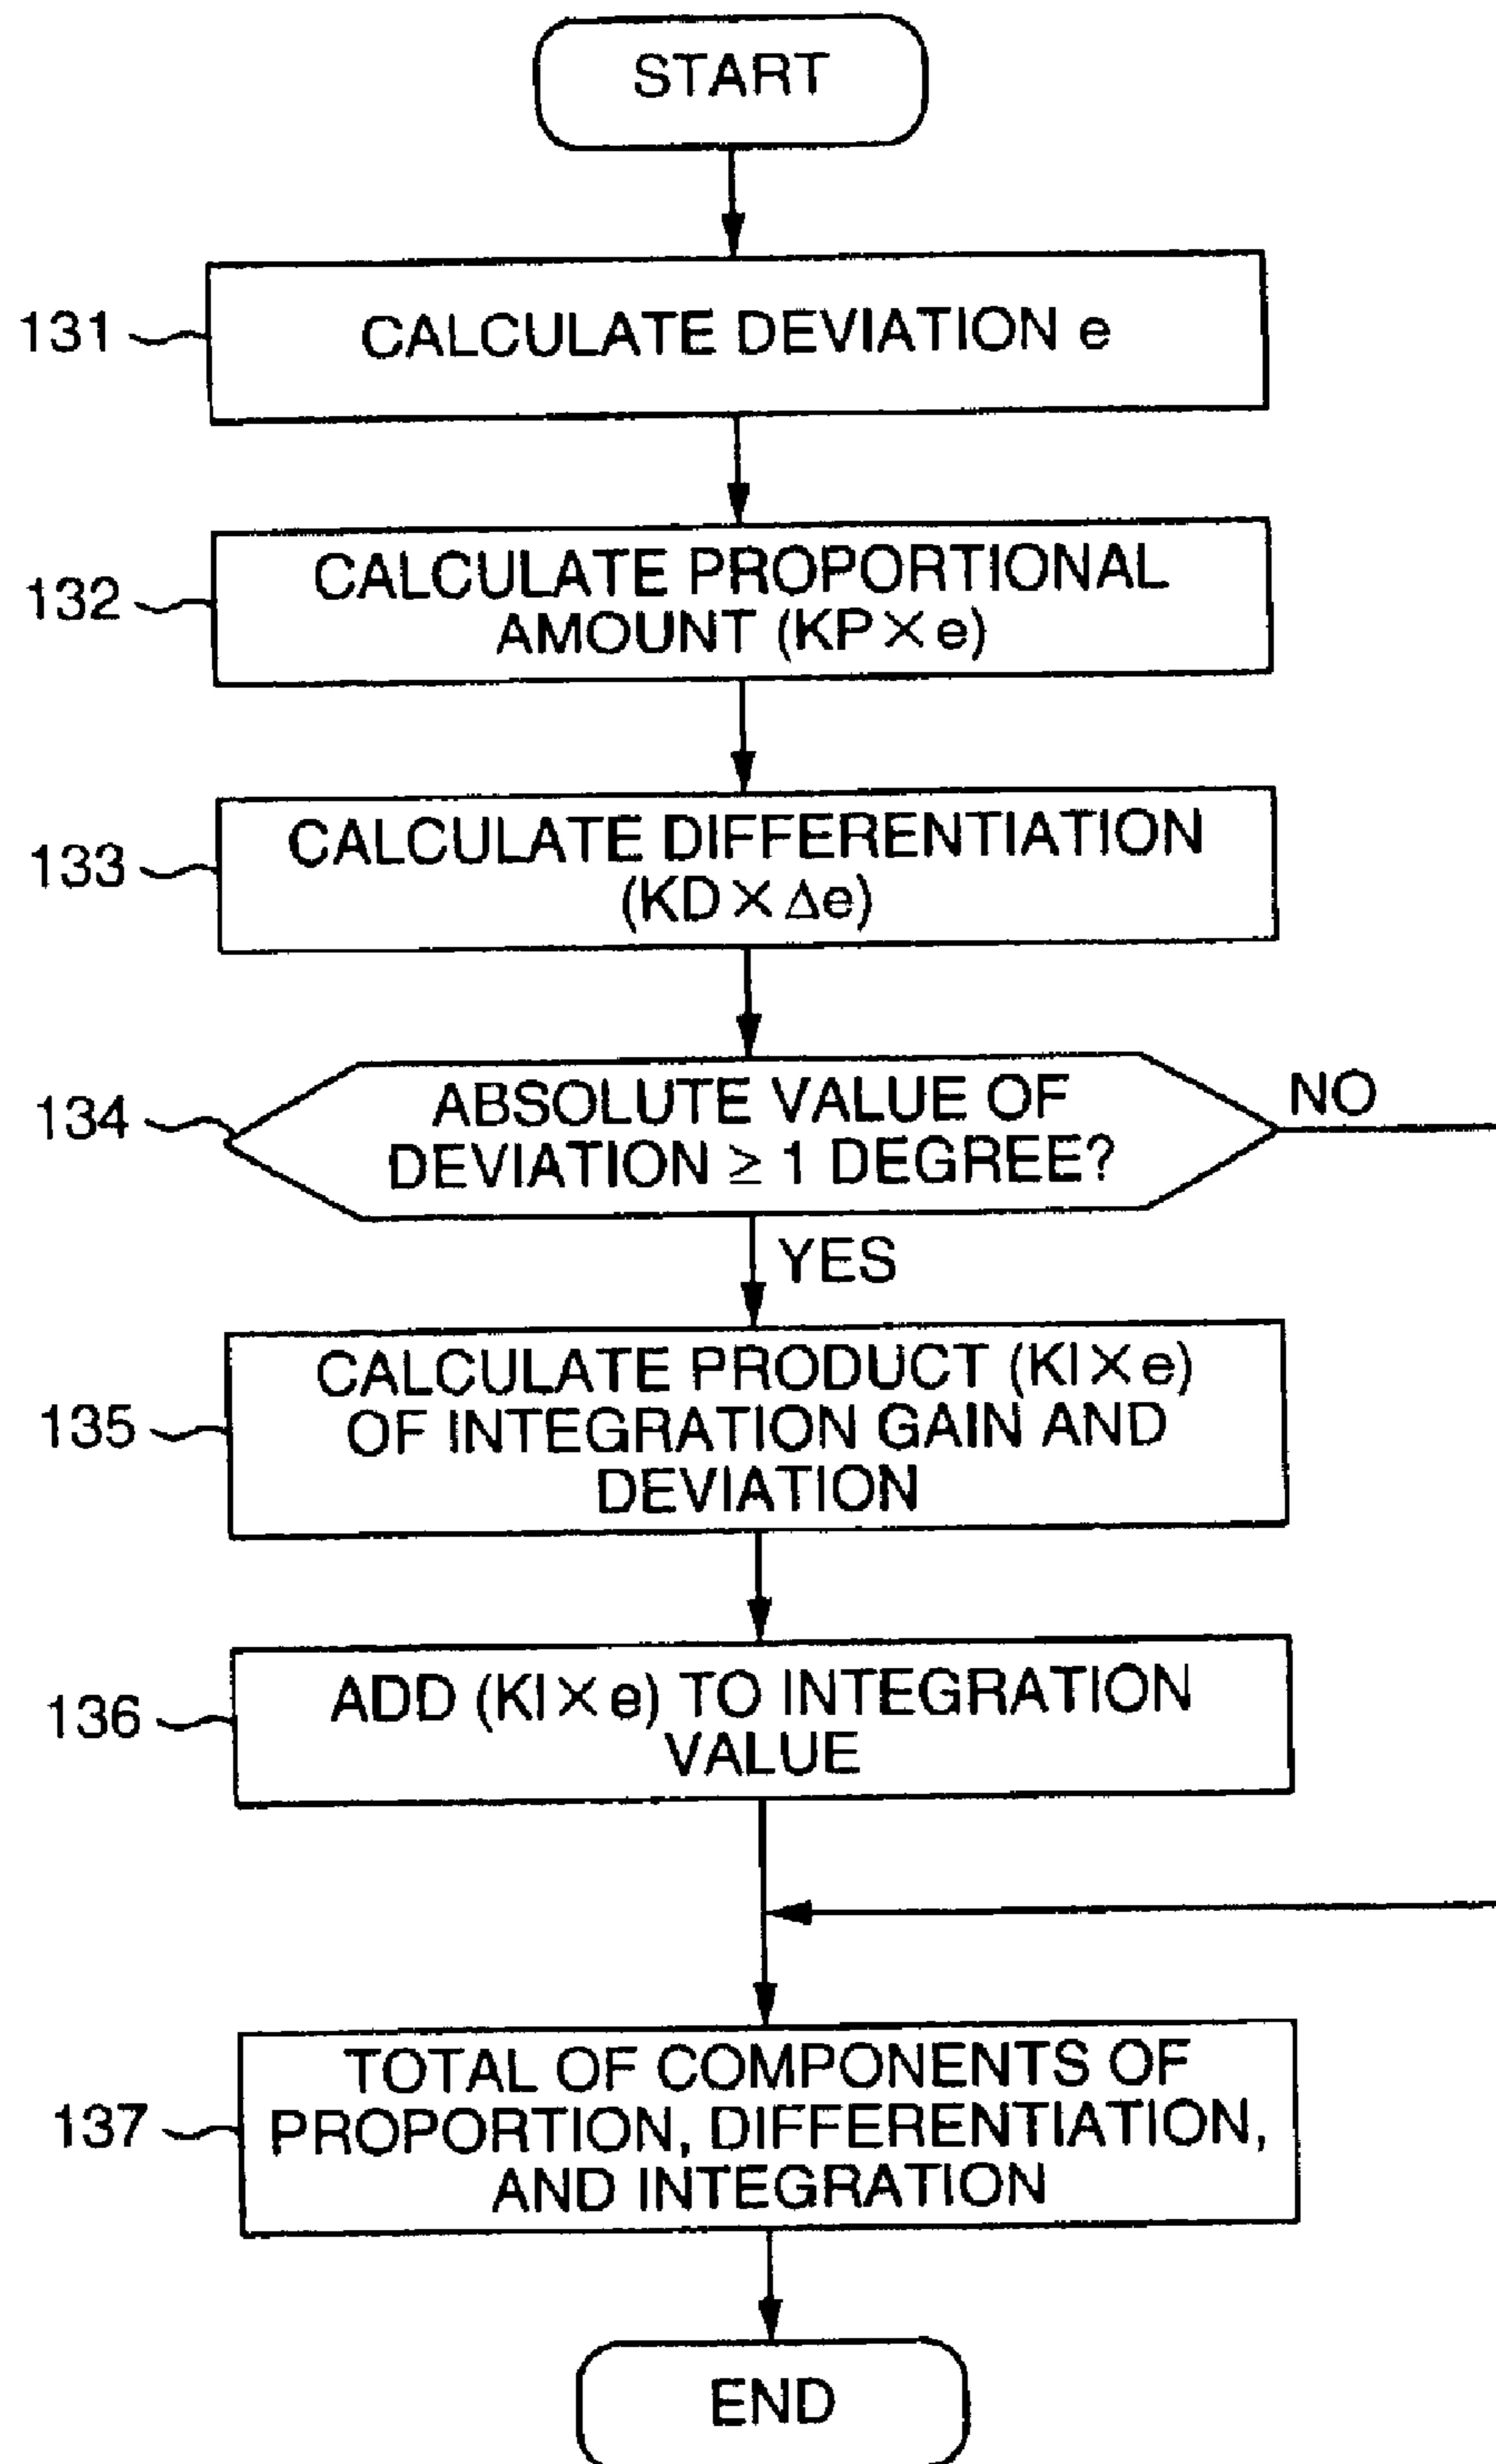 START
131
CALCULATE DEVIATION e
132
CALCULATE PROPORTIONAL
AMOUNT (KP×e)
133
CALCULATE DIFFERENTIATION
(KD×Δe)
134
ABSOLUTE VALUE OF
DEVIATION ≥ 1 DEGREE?
NO
YES
135
CALCULATE PRODUCT (KI×e)
OF INTEGRATION GAIN AND
DEVIATION
136
ADD (KI×e) TO INTEGRATION
VALUE
137
TOTAL OF COMPONENTS OF
PROPORTION, DIFFERENTIATION,
AND INTEGRATION
END